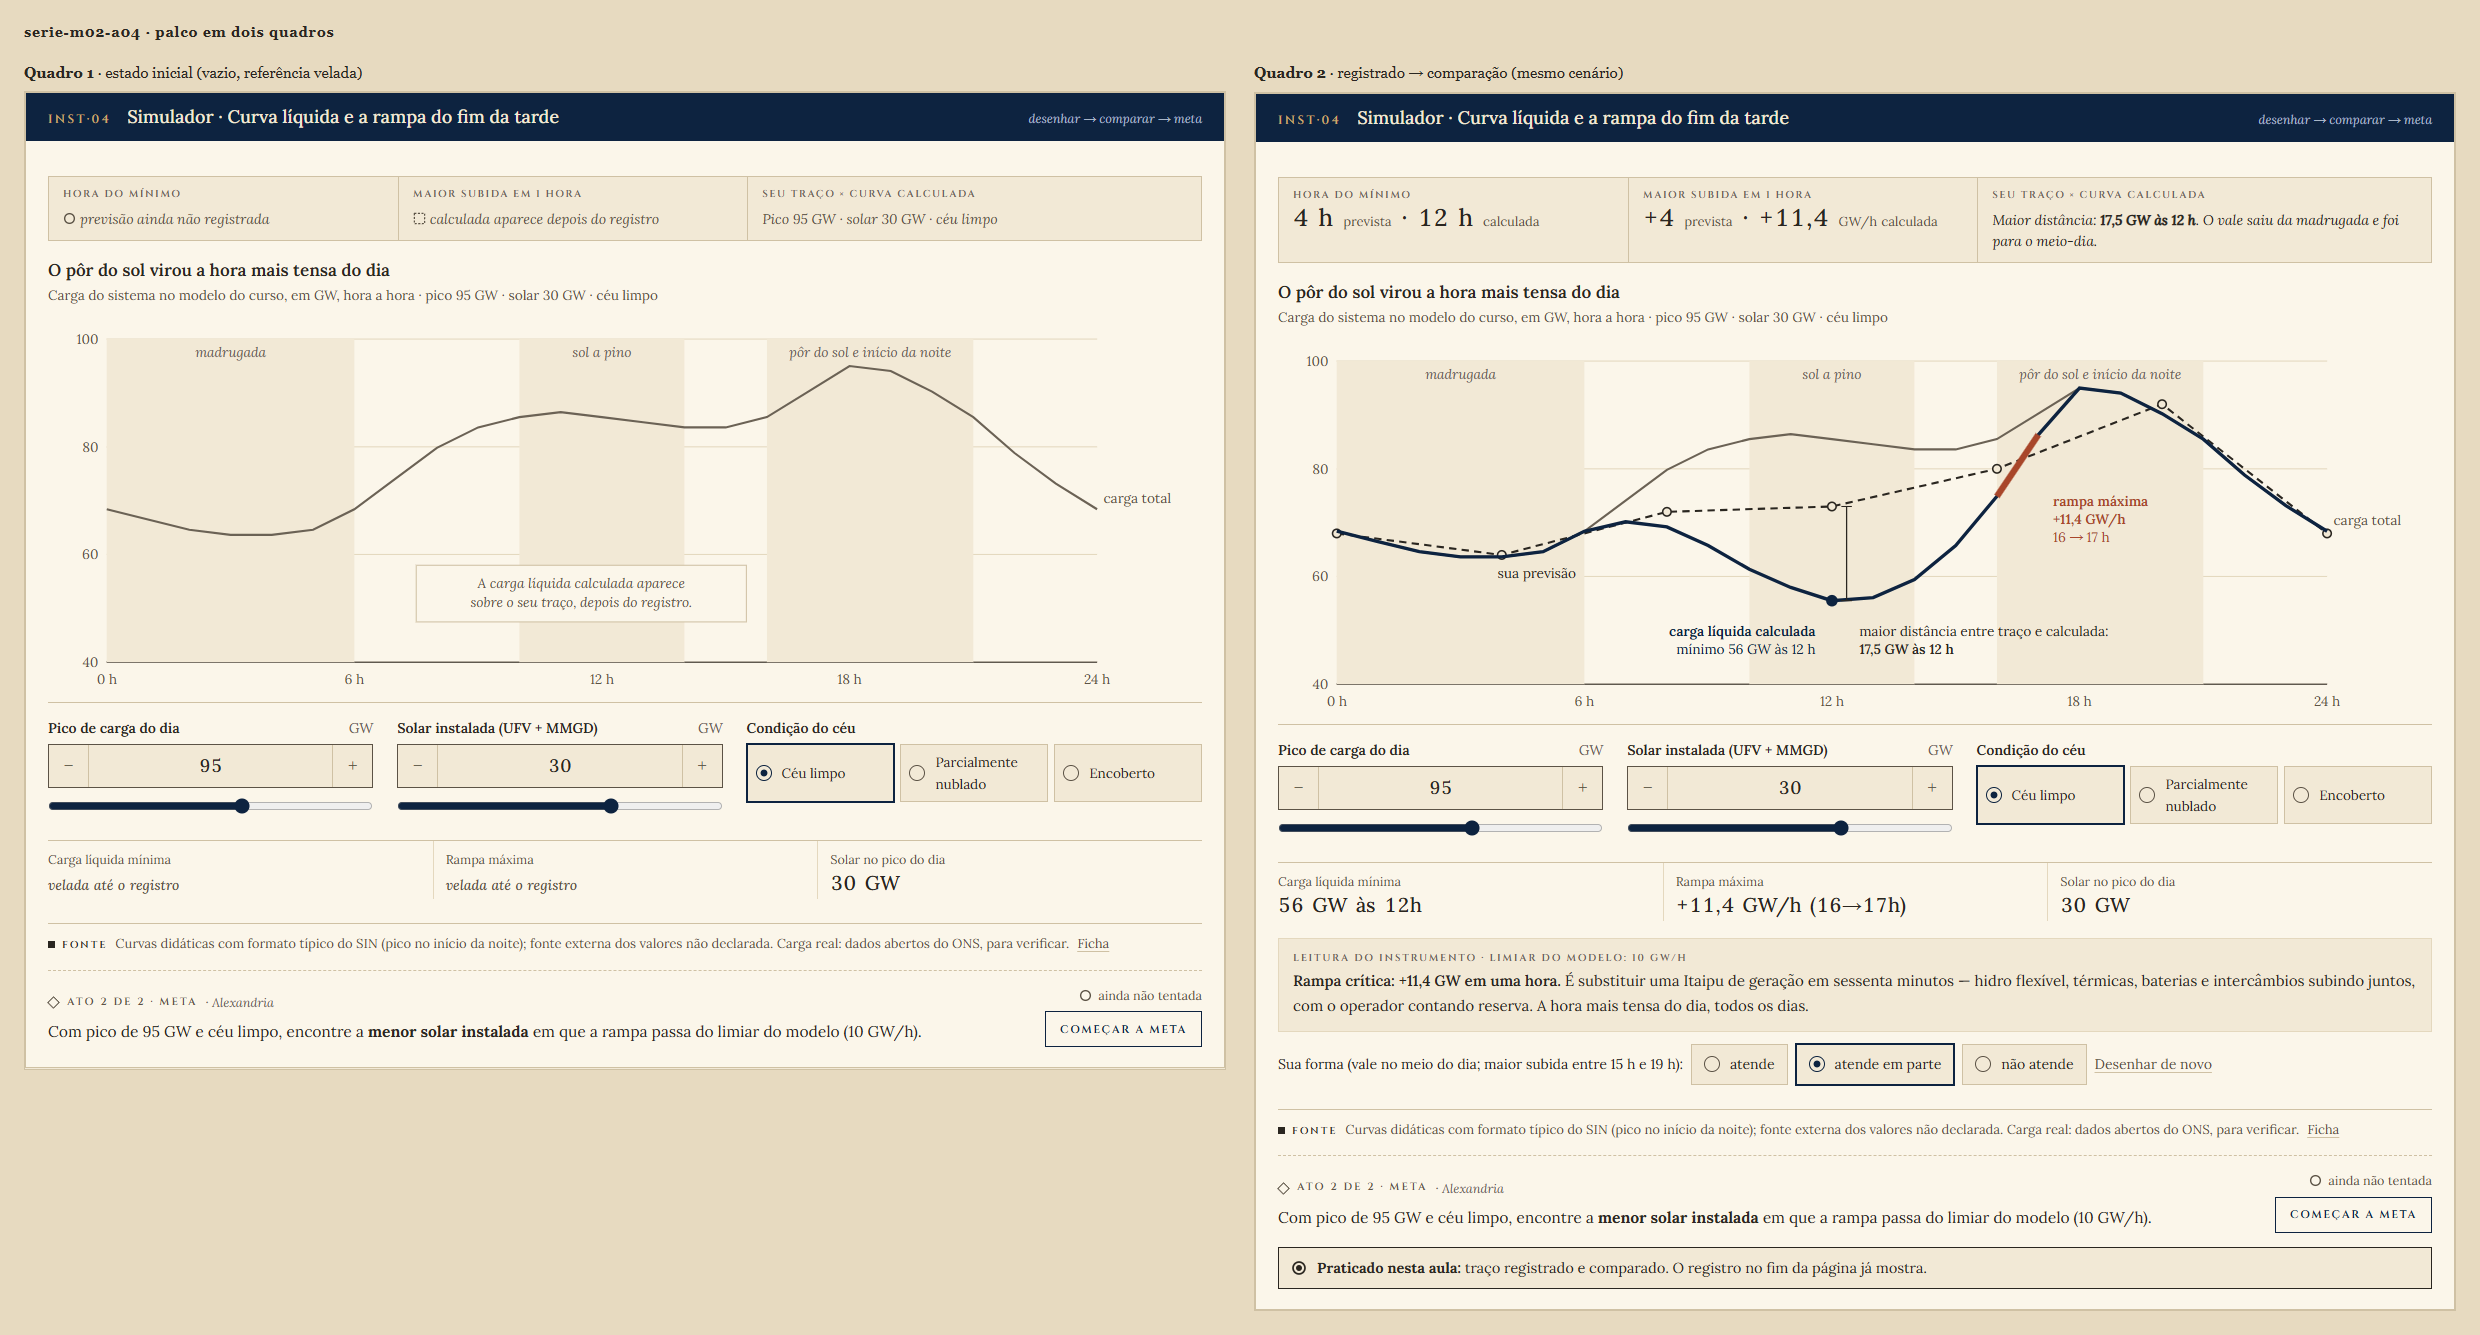 serie-m02-a04 · palco em dois quadros
Quadro 1 · estado inicial (vazio, referência velada)
INST·04 Simulador · Curva líquida e a rampa do fim da tarde
desenhar → comparar → meta
HORA DO MÍNIMO
previsão ainda não registrada
MAIOR SUBIDA EM 1 HORA
calculada aparece depois do registro
SEU TRAÇO × CURVA CALCULADA
Pico 95 GW · solar 30 GW · céu limpo
O pôr do sol virou a hora mais tensa do dia
Carga do sistema no modelo do curso, em GW, hora a hora · pico 95 GW · solar 30 GW · céu limpo
100
80
60
40
madrugada
sol a pino
pôr do sol e início da noite
carga total
A carga líquida calculada aparece
sobre o seu traço, depois do registro.
0 h
6 h
12 h
18 h
24 h
Pico de carga do dia GW
− 95 +
Solar instalada (UFV + MMGD) GW
− 30 +
Condição do céu
Céu limpo
Parcialmente
nublado
Encoberto
Carga líquida mínima
velada até o registro
Rampa máxima
velada até o registro
Solar no pico do dia
30 GW
FONTE Curvas didáticas com formato típico do SIN (pico no início da noite); fonte externa dos valores não declarada. Carga real: dados abertos do ONS, para verificar. Ficha
ATO 2 DE 2 · META · Alexandria
ainda não tentada
Com pico de 95 GW e céu limpo, encontre a menor solar instalada em que a rampa passa do limiar do modelo (10 GW/h).
COMEÇAR A META
Quadro 2 · registrado → comparação (mesmo cenário)
INST·04 Simulador · Curva líquida e a rampa do fim da tarde
desenhar → comparar → meta
HORA DO MÍNIMO
4 h prevista · 12 h calculada
MAIOR SUBIDA EM 1 HORA
+4 prevista · +11,4 GW/h calculada
SEU TRAÇO × CURVA CALCULADA
Maior distância: 17,5 GW às 12 h. O vale saiu da madrugada e foi
para o meio-dia.
O pôr do sol virou a hora mais tensa do dia
Carga do sistema no modelo do curso, em GW, hora a hora · pico 95 GW · solar 30 GW · céu limpo
100
80
60
40
madrugada
sol a pino
pôr do sol e início da noite
rampa máxima
+11,4 GW/h
16 → 17 h
carga total
sua previsão
carga líquida calculada
mínimo 56 GW às 12 h
maior distância entre traço e calculada:
17,5 GW às 12 h
0 h
6 h
12 h
18 h
24 h
Pico de carga do dia GW
− 95 +
Solar instalada (UFV + MMGD) GW
− 30 +
Condição do céu
Céu limpo
Parcialmente
nublado
Encoberto
Carga líquida mínima
56 GW às 12h
Rampa máxima
+11,4 GW/h (16→17h)
Solar no pico do dia
30 GW
LEITURA DO INSTRUMENTO · LIMIAR DO MODELO: 10 GW/H
Rampa crítica: +11,4 GW em uma hora. É substituir uma Itaipu de geração em sessenta minutos — hidro flexível, térmicas, baterias e intercâmbios subindo juntos,
com o operador contando reserva. A hora mais tensa do dia, todos os dias.
Sua forma (vale no meio do dia; maior subida entre 15 h e 19 h): atende atende em parte não atende Desenhar de novo
FONTE Curvas didáticas com formato típico do SIN (pico no início da noite); fonte externa dos valores não declarada. Carga real: dados abertos do ONS, para verificar. Ficha
ATO 2 DE 2 · META · Alexandria
ainda não tentada
Com pico de 95 GW e céu limpo, encontre a menor solar instalada em que a rampa passa do limiar do modelo (10 GW/h).
COMEÇAR A META
Praticado nesta aula: traço registrado e comparado. O registro no fim da página já mostra.